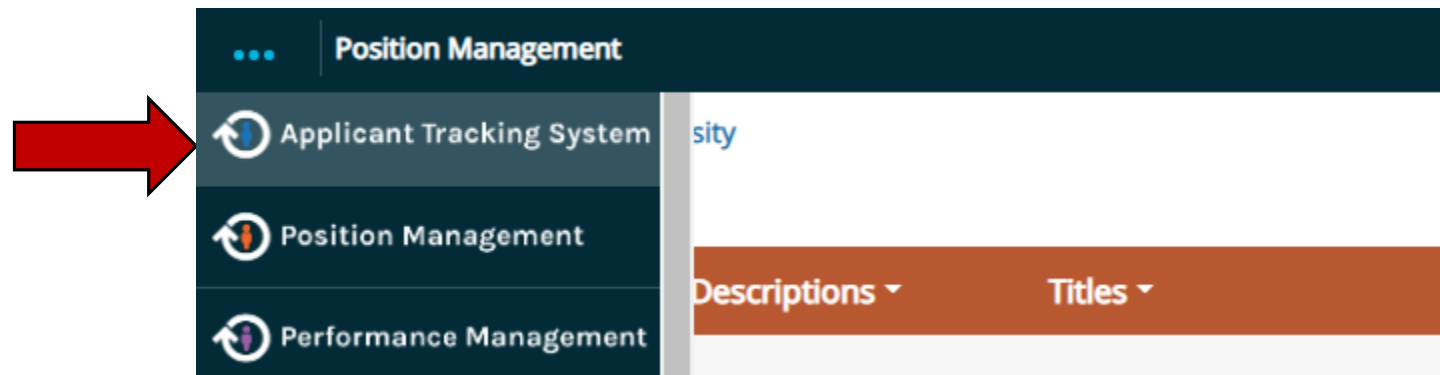 ... Position Management
Applicant Tracking System
sity
Position Management
Descriptions
Titles
Performance Management